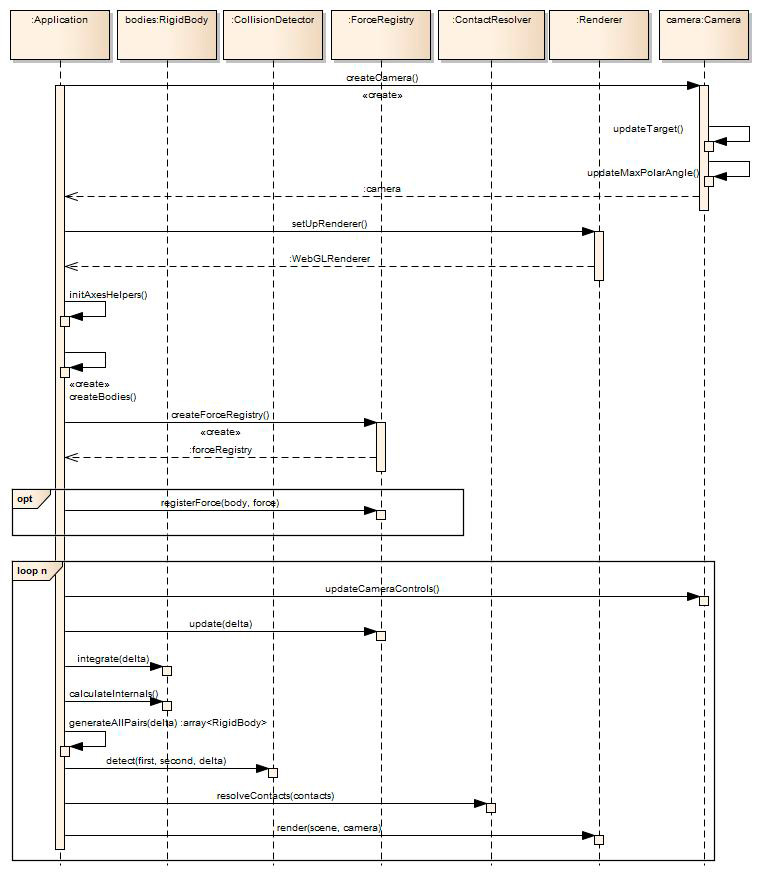 :Application
bodies:RigidBody
:CollisionDetector
:ForceRegistry
:ContactResolver
:Renderer
camera:Camera
createCamera()
«create»
updateTarget()
updateMaxPolarAngle()
:camera
setUpRenderer()
:WebGLRenderer
initAxesHelpers()
«create»
createBodies()
createForceRegistry()
«create»
:forceRegistry
opt
registerForce(body, force)
loop n
updateCameraControls()
update(delta)
integrate(delta)
calculateInternals()
generateAllPairs(delta) :array<RigidBody>
detect(first, second, delta)
resolveContacts(contacts)
render(scene, camera)